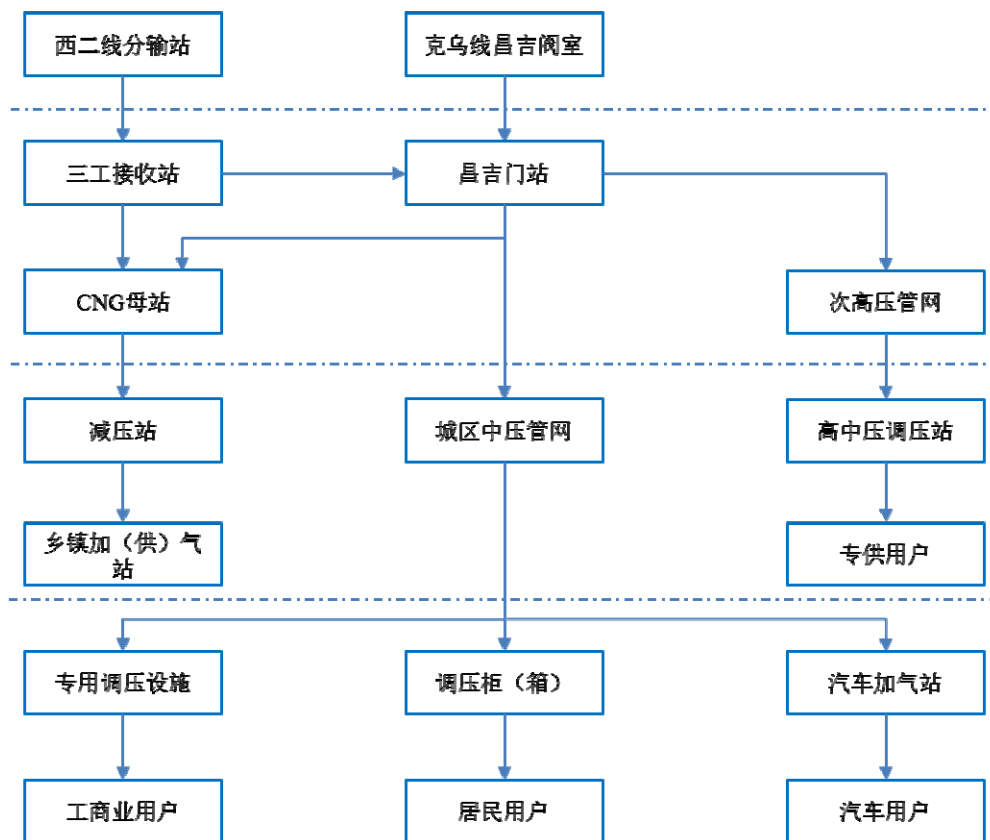 西二线分输站
克乌线昌吉阀室
三工接收站
昌吉门站
CNG母站
次高压管网
减压站
城区中压管网
高中压调压站
乡镇加（供）气
站
专供用户
专用调压设施
调压柜（箱）
汽车加气站
工商业用户
居民用户
汽车用户